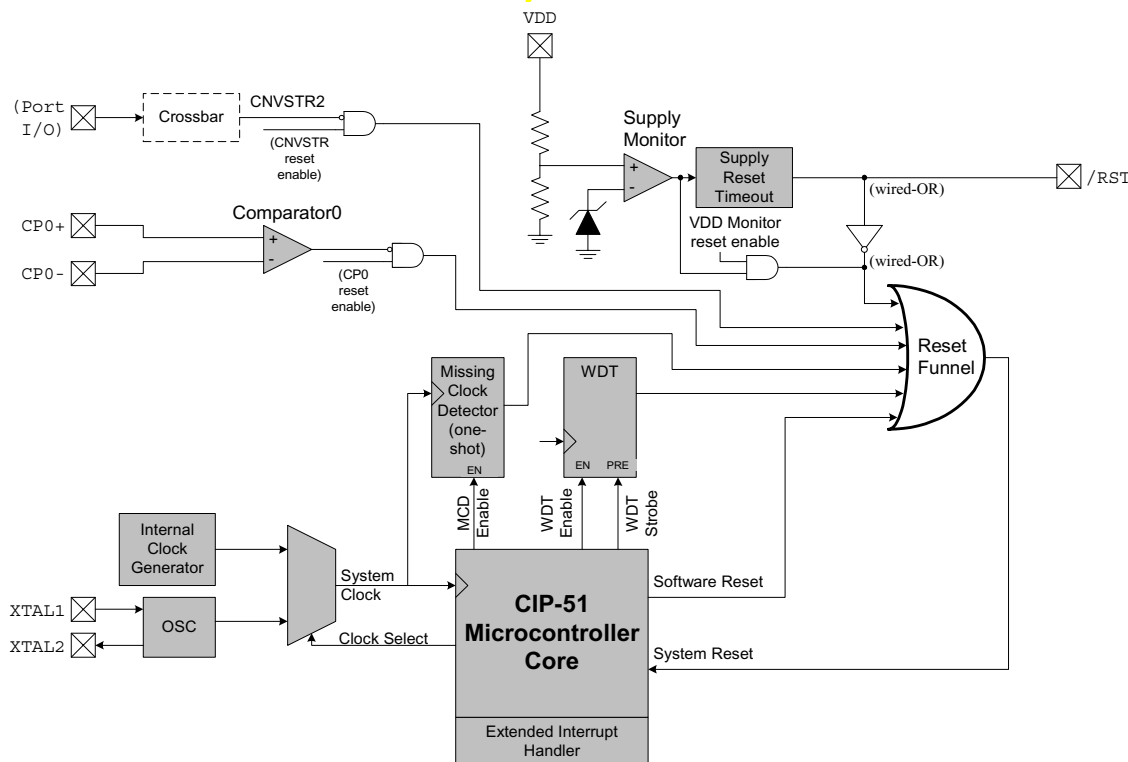 VDD
(Port
I/O)
Crossbar
CNVSTR2
(CNVSTR
reset
enable)
Supply
Monitor
+
-
Supply
Reset
Timeout
(wired-OR)
/RST
VDD Monitor
reset enable
(wired-OR)
CP0+
CP0-
Comparator0
+
-
(CP0
reset
enable)
Reset
Funnel
Missing
Clock
Detector
(one-
shot)
EN
WDT
EN
PRE
MCD
Enable
WDT
Enable
WDT
Strobe
Internal
Clock
Generator
System
Clock
XTAL1
XTAL2
OSC
Clock Select
CIP-51
Microcontroller
Core
Software Reset
System Reset
Extended Interrupt
Handler